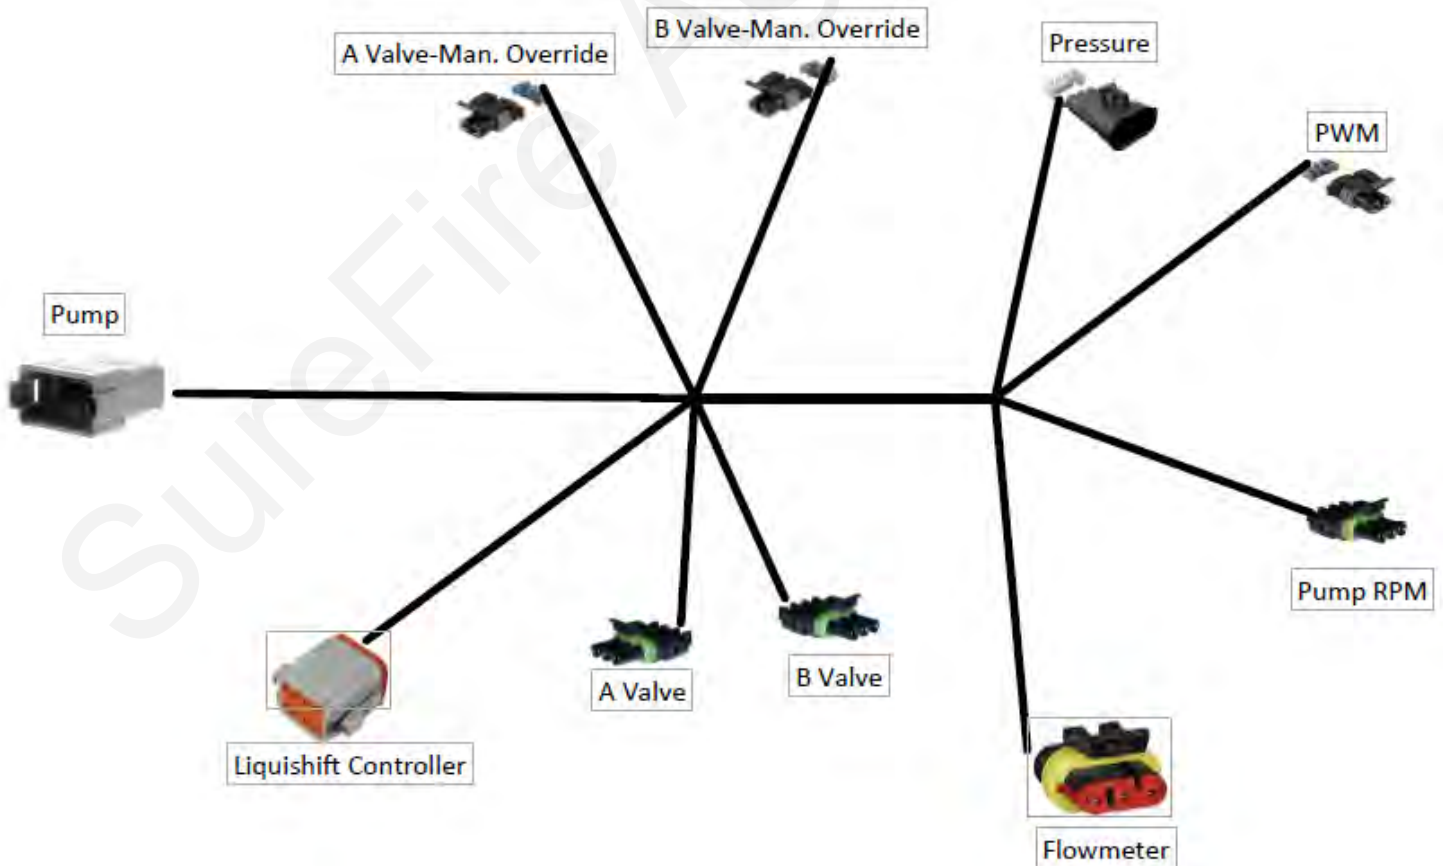 B Valve-Man. Override
A Valve-Man. Override
Pressure
PWM
Pump
Pump RPM
B Valve
A Valve
Liquishift Controller
Flowmeter
SureFire A